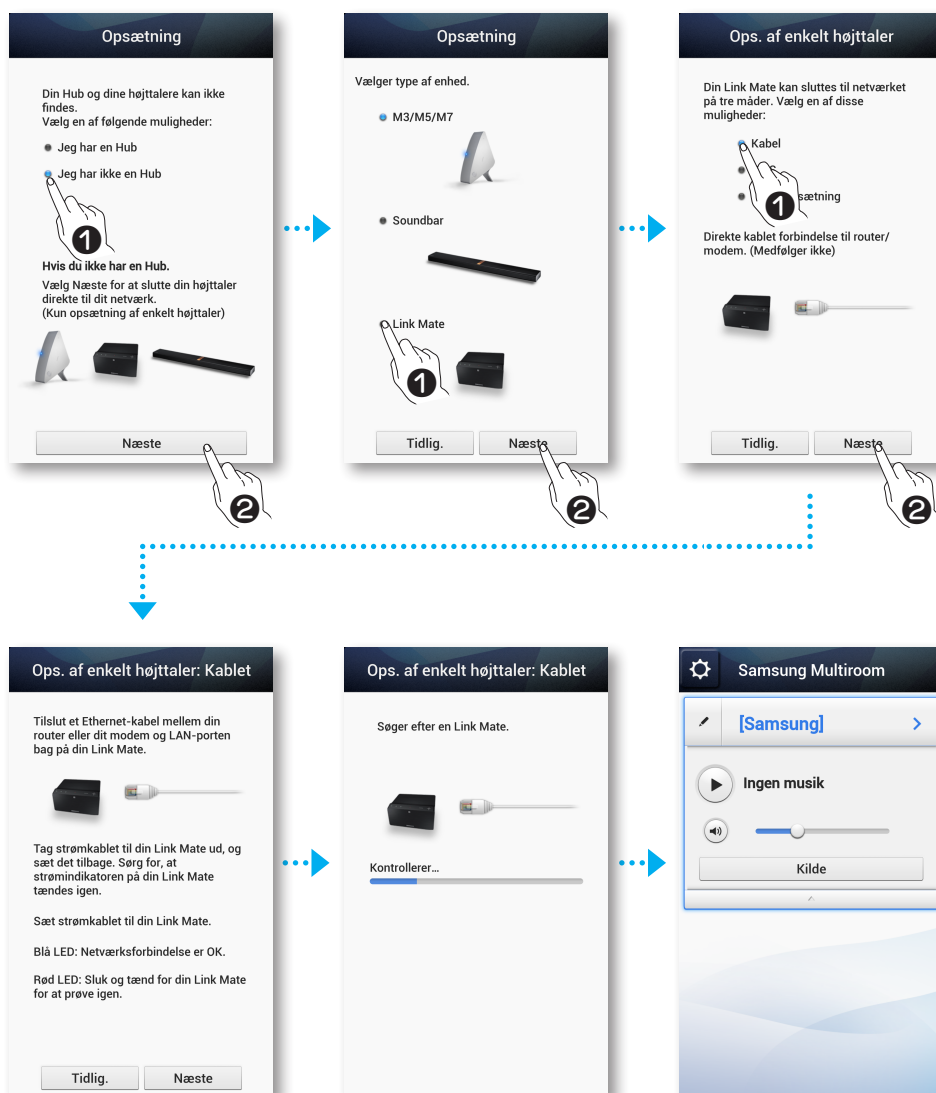 Opsætning
Din Hub og dine højttalere kan ikke
findes.
Vælg en af følgende muligheder:
Jeg har en Hub
Jeg har ikke en Hub
1
Hvis du ikke har en Hub.
Vælg Næste for at slutte din højttaler
direkte til dit netværk.
(Kun opsætning af enkelt højttaler)
Næste
2
Opsætning
Vælger type af enhed.
M3/M5/M7
Soundbar
Link Mate
1
Tidlig.
Næste
2
Ops. af enkelt højttaler
Din Link Mate kan sluttes til netværket
på tre måder. Vælg en af disse
muligheder:
Kabel
1
Direkte kablet forbindelse til router/
modem. (Medfølger ikke)
Tidlig.
Næste
2
Ops. af enkelt højttaler: Kablet
Tilslut et Ethernet-kabel mellem din
router eller dit modem og LAN-porten
bag på din Link Mate.
Tag strømkablet til din Link Mate ud, og
sæt det tilbage. Sørg for, at
strømindikatoren på din Link Mate
tændes igen.
Sæt strømkablet til din Link Mate.
Blå LED: Netværksforbindelse er OK.
Rød LED: Sluk og tænd for din Link Mate
for at prøve igen.
Tidlig.
Næste
Ops. af enkelt højttaler: Kablet
Søger efter en Link Mate.
Kontrollerer...
Samsung Multiroom
[Samsung]
Ingen musik
Kilde